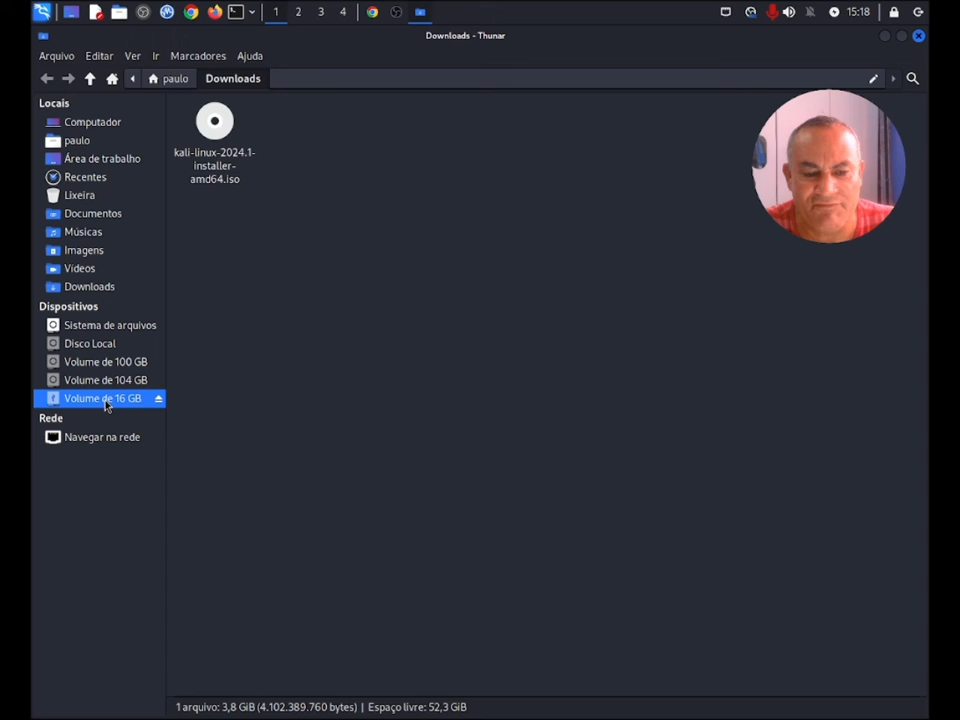 1 2 3 4 15:18
Downloads - Thunar
Arquivo Editar Ver Ir Marcadores Ajuda
paulo Downloads
Locais
Computador
paulo
Área de trabalho
Recentes
Lixeira
Documentos
Músicas
Imagens
Vídeos
Downloads
Dispositivos
Sistema de arquivos
Disco Local
Volume de 100 GB
Volume de 104 GB
Volume de 16 GB
Rede
Navegar na rede
kali-linux-2024.1-
installer-
amd64.iso
1 arquivo: 3,8 GiB (4.102.389.760 bytes) | Espaço livre: 52,3 GiB